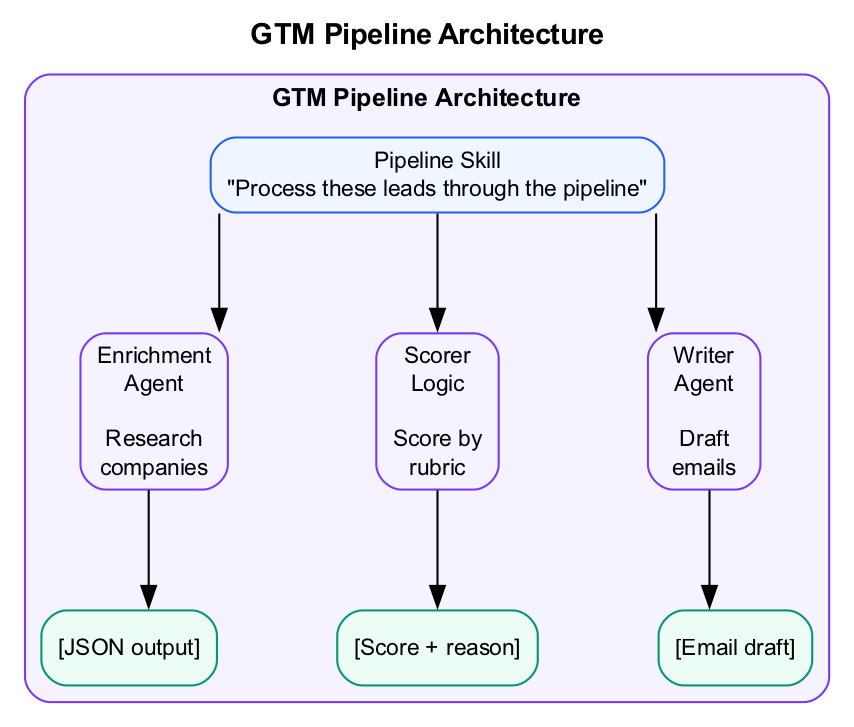 GTM Pipeline Architecture
GTM Pipeline Architecture
Pipeline Skill
"Process these leads through the pipeline"
Enrichment
Agent
Research
companies
Scorer
Logic
Score by
rubric
Writer
Agent
Draft
emails
[JSON output]
[Score + reason]
[Email draft]